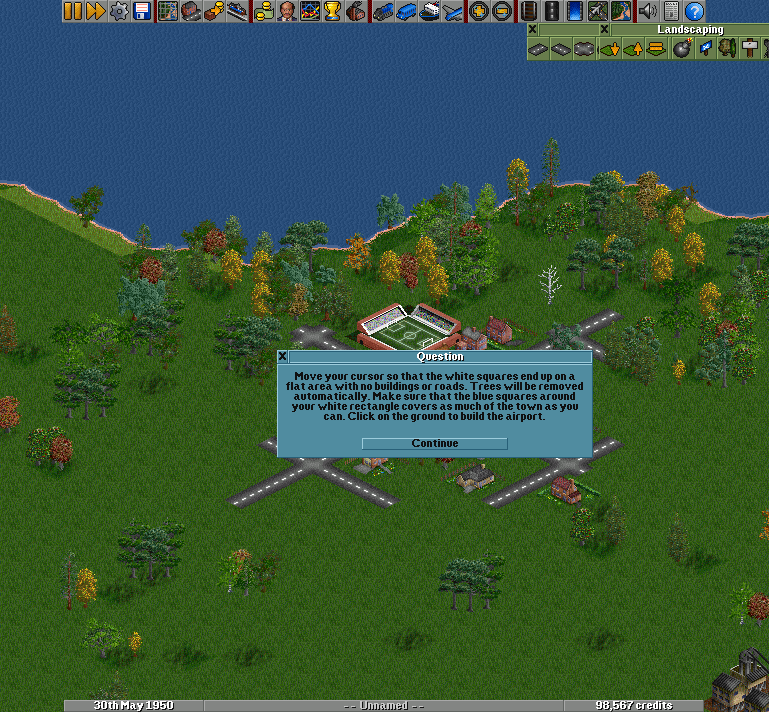 Landscaping
Question
Move your cursor so that the white squares end up on a
flat area with no buildings or roads. Trees will be removed
automatically. Make sure that the blue squares around
your white rectangle covers as much of the town as you
can. Click on the ground to build the airport.
Continue
30th May 1950
-- Unnamed --
98,567 credits